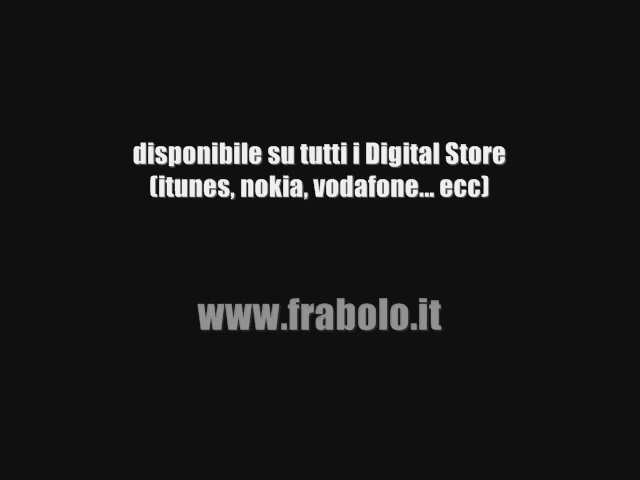 disponibile su tutti i Digital Store
(itunes, nokia, vodafone... ecc)
www.frabolo.it